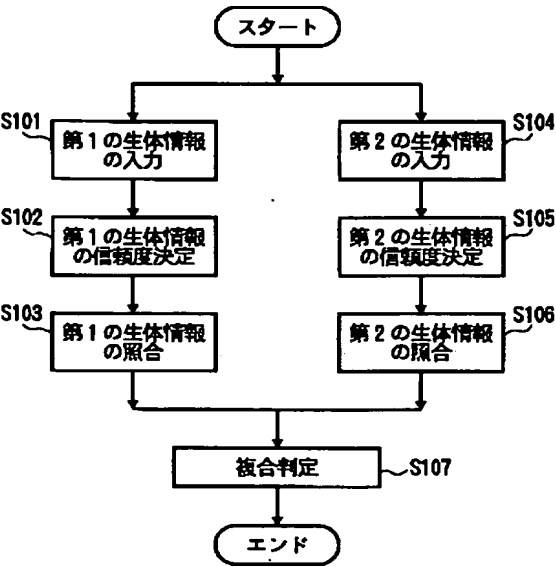 スタート
S101
第1の生体情報
の入力
S104
第2の生体情報
の入力
S102
第1の生体情報
の信頼度決定
S105
第2の生体情報
の信頼度決定
S103
第1の生体情報
の照合
S106
第2の生体情報
の照合
複合判定
S107
エンド